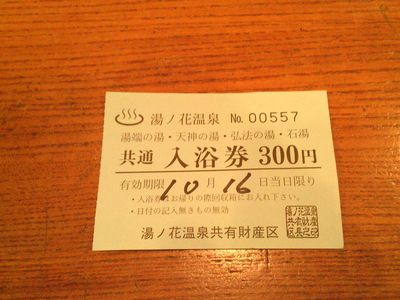 湯ノ花温泉 No. 00557
湯端の湯・天神の湯・弘法の湯・石湯
共通 入浴券 300円
有効期限 10月16日当日限り
・入浴券はお帰りの際回収箱にお入れ下さい。
・日付の記入無きもの無効
湯ノ花温泉共有財産区